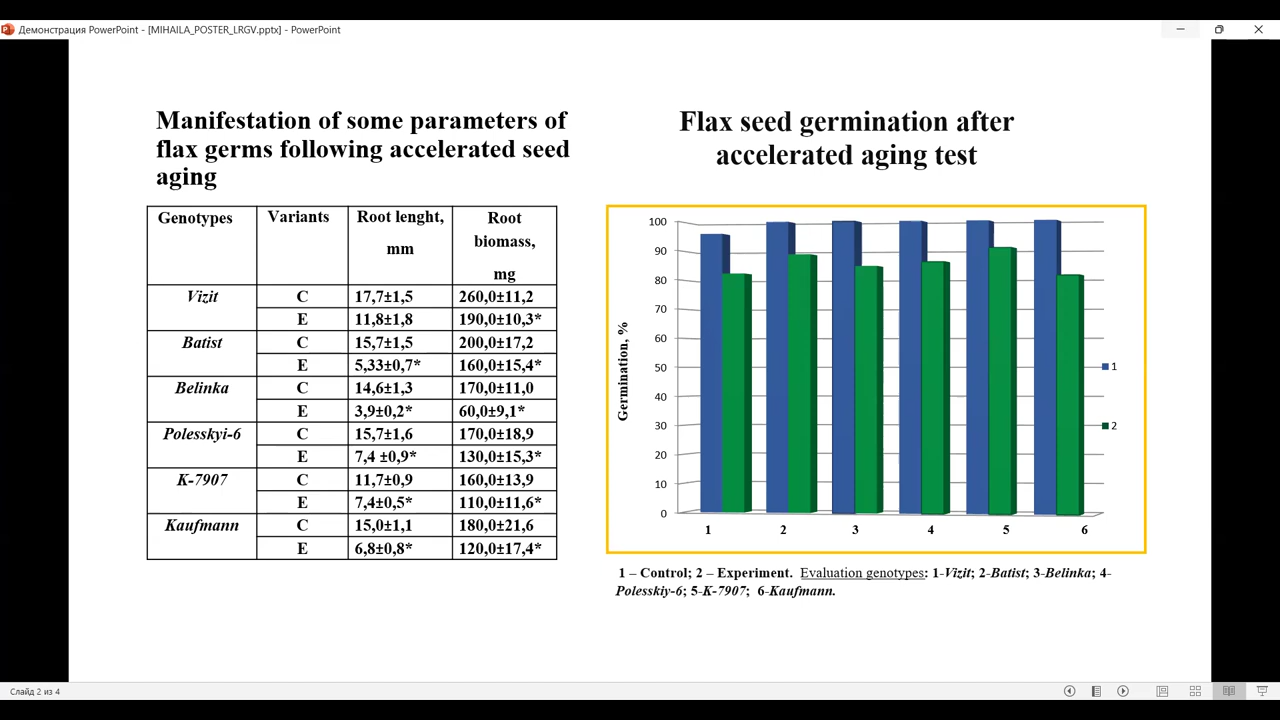 Демонстрация PowerPoint - [MIHAILA_POSTER_LRGV.pptx] - PowerPoint
Manifestation of some parameters of
flax germs following accelerated seed
aging
Genotypes Variants Root lenght, mm Root biomass, mg
Vizit C 17,7±1,5 260,0±11,2
E 11,8±1,8 190,0±10,3*
Batist C 15,7±1,5 200,0±17,2
E 5,33±0,7* 160,0±15,4*
Belinka C 14,6±1,3 170,0±11,0
E 3,9±0,2* 60,0±9,1*
Polesskyi-6 C 15,7±1,6 170,0±18,9
E 7,4 ±0,9* 130,0±15,3*
K-7907 C 11,7±0,9 160,0±13,9
E 7,4±0,5* 110,0±11,6*
Kaufmann C 15,0±1,1 180,0±21,6
E 6,8±0,8* 120,0±17,4*
Flax seed germination after
accelerated aging test
Germination, %
100
90
80
70
60
50
40
30
20
10
0
1 2 3 4 5 6
1
2
1 – Control; 2 – Experiment. Evaluation genotypes: 1-Vizit; 2-Batist; 3-Belinka; 4-
Polesskiy-6; 5-K-7907; 6-Kaufmann.
Слайд 2 из 4